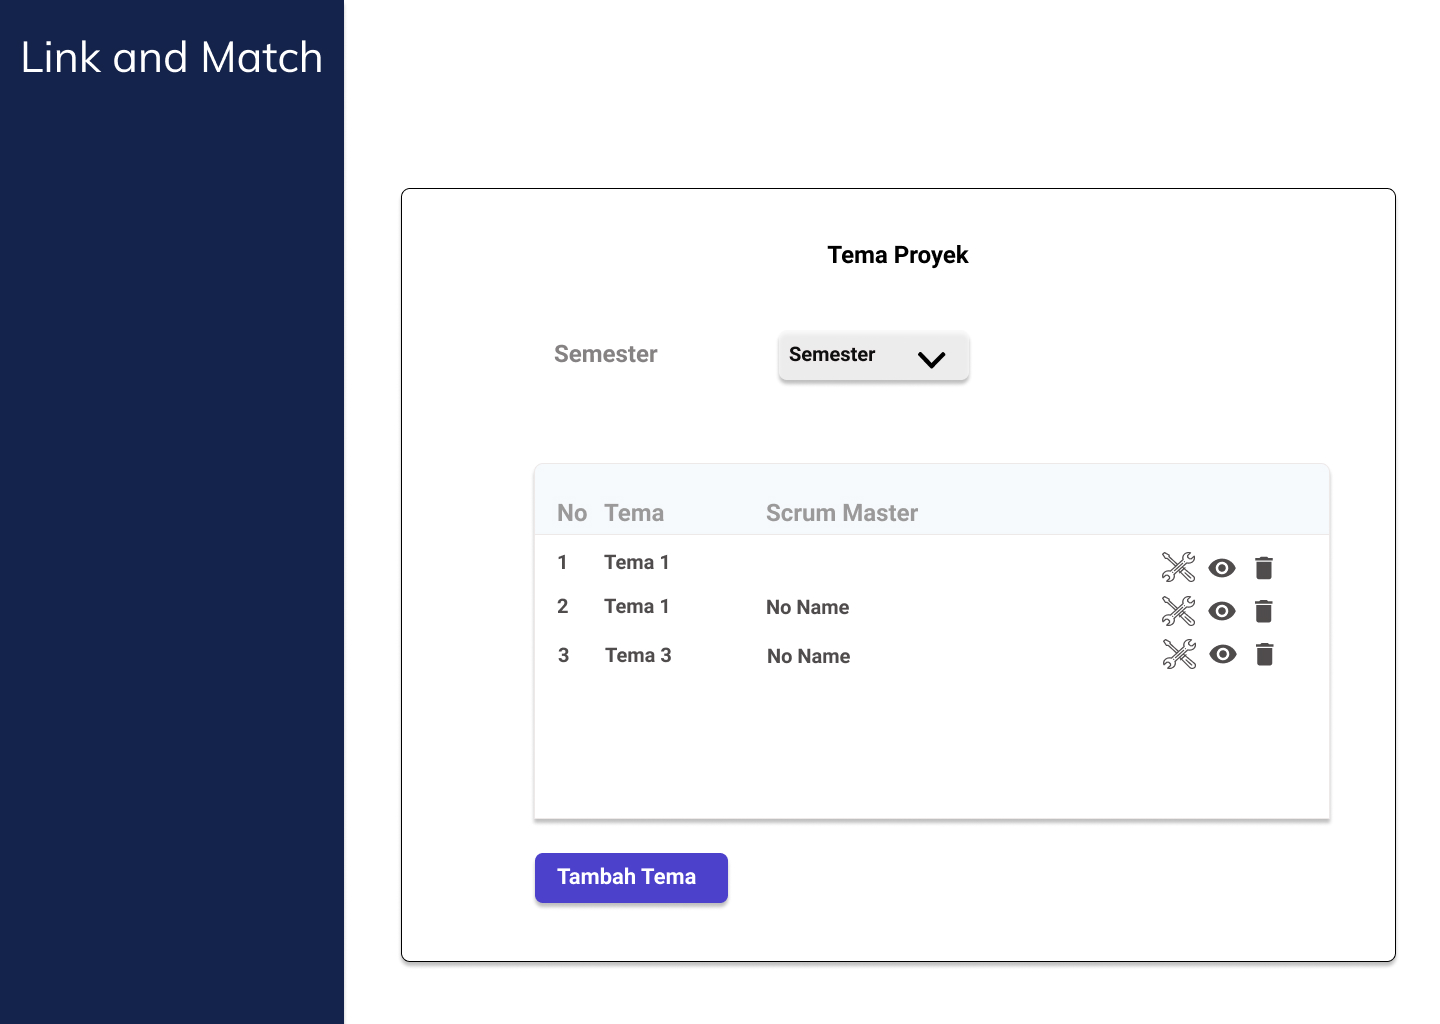 Link and Match
Tema Proyek
Semester Semester
No Tema Scrum Master
1 Tema 1
2 Tema 1 No Name
3 Tema 3 No Name
Tambah Tema